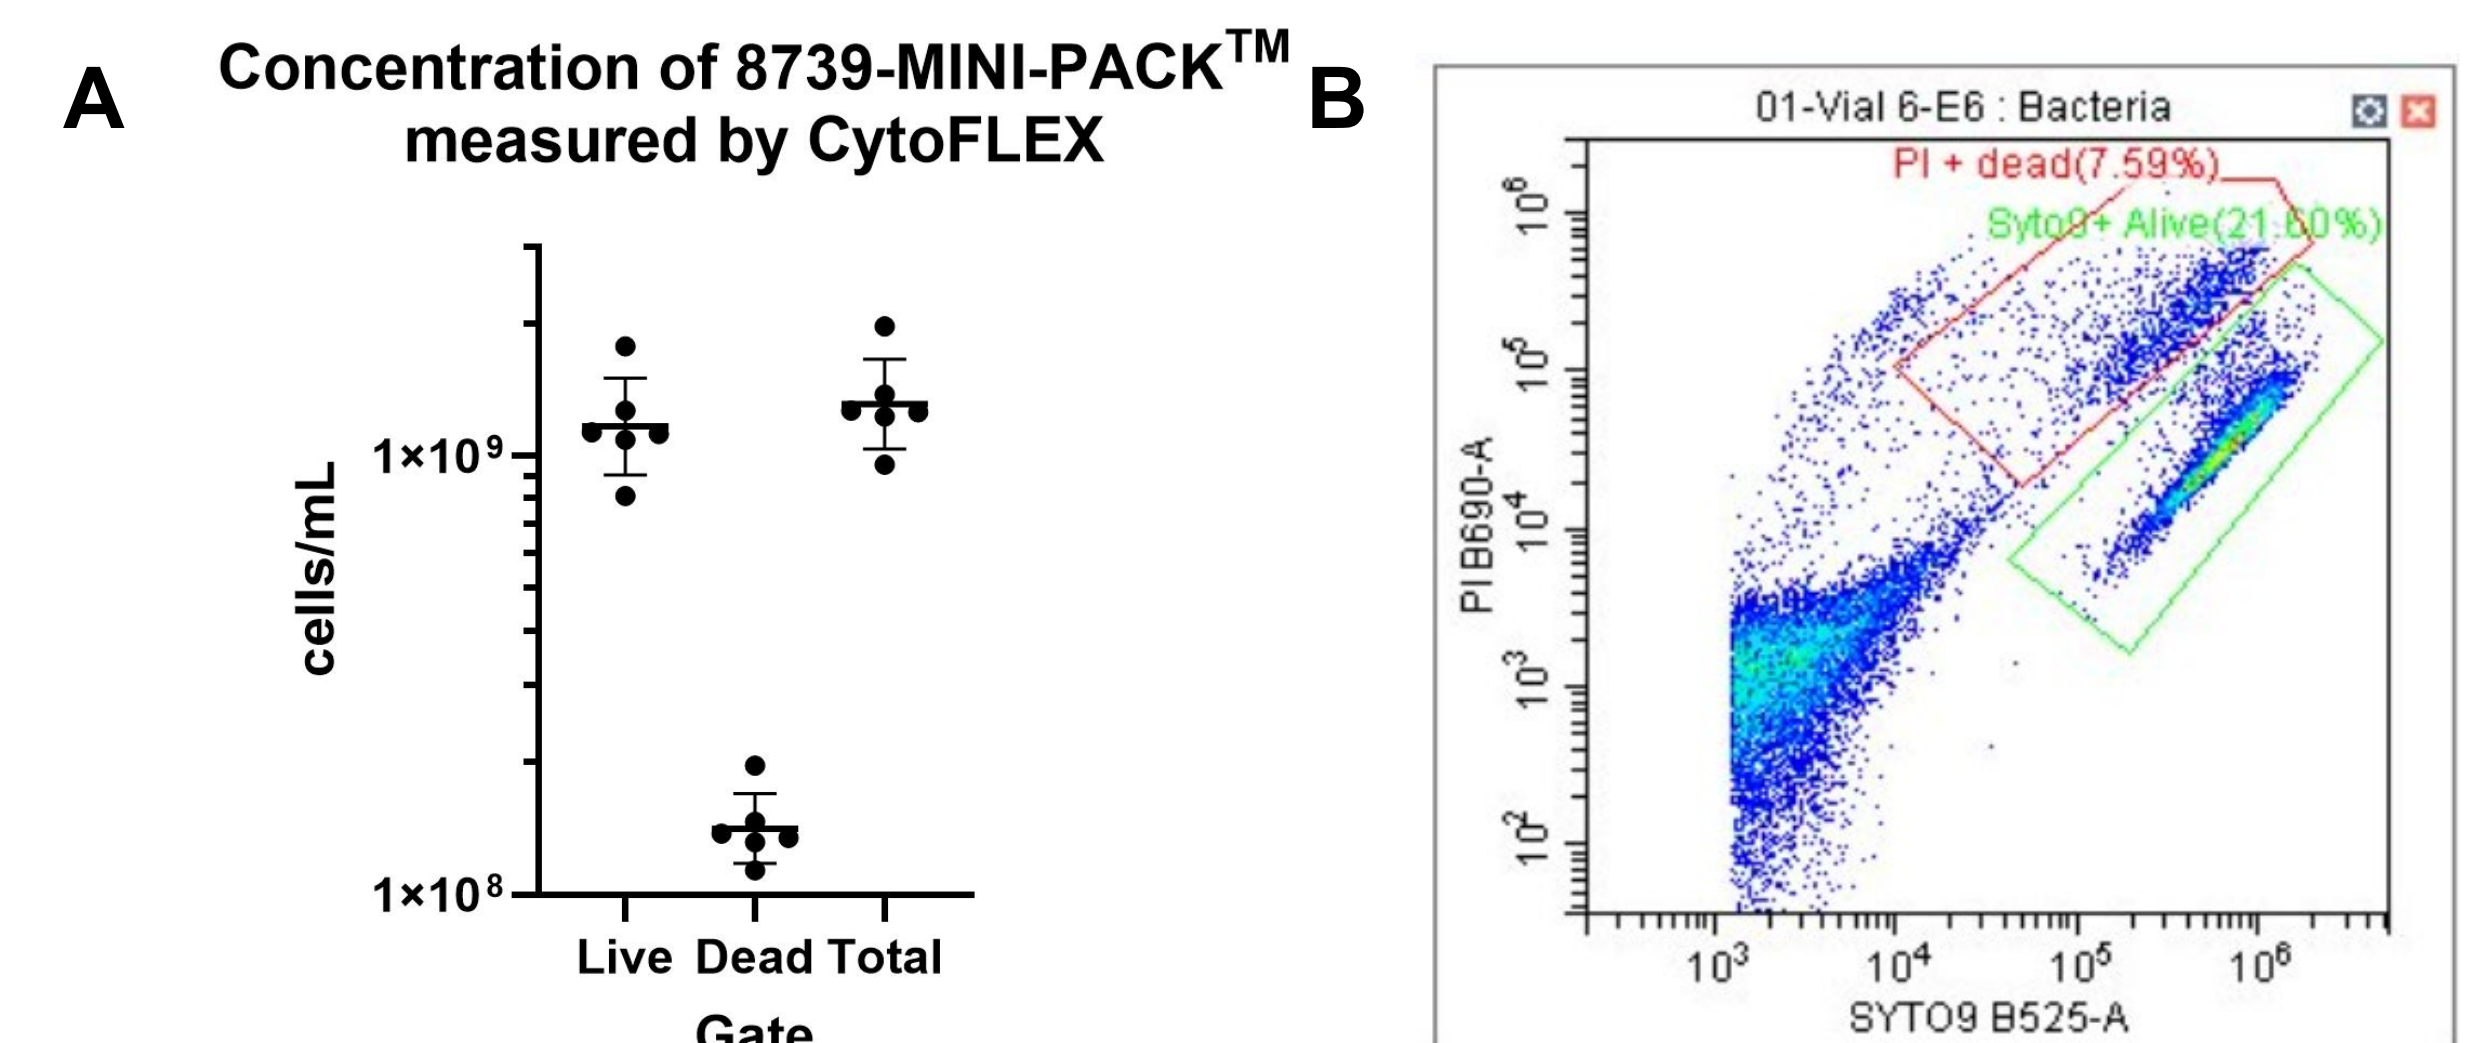 A
Concentration of 8739-MINI-PACK™
measured by CytoFLEX
cells/mL
1×10⁹
1×10⁸
Live Dead Total
Gate
B
01-Vial 6-E6 : Bacteria
PI + dead(7.59%)
Syto9+ Alive(21.60%)
PI B690-A
10⁶
10⁵
10⁴
10³
10²
10³ 10⁴ 10⁵ 10⁶
SYTO9 B525-A